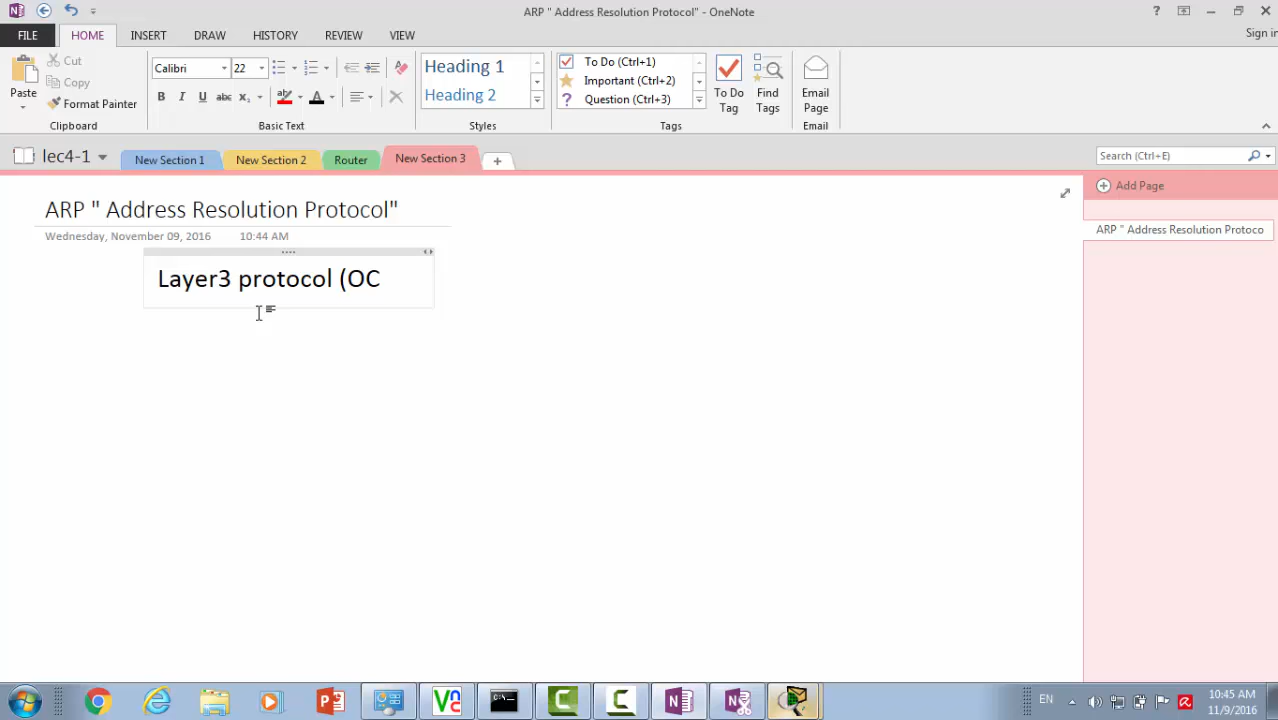 ARP " Address Resolution Protocol" - OneNote
?
FILE HOME INSERT DRAW HISTORY REVIEW VIEW
Sign in
Paste
Cut
Copy
Format Painter
Clipboard
Calibri 22
B I U abc x₂ ab A
Basic Text
Heading 1
Heading 2
Styles
To Do (Ctrl+1)
Important (Ctrl+2)
? Question (Ctrl+3)
To Do
Tag
Find
Tags
Tags
Email
Page
Email
lec4-1 New Section 1 New Section 2 Router New Section 3 +
Search (Ctrl+E)
Add Page
ARP " Address Resolution Protoco
ARP " Address Resolution Protocol"
Wednesday, November 09, 2016 10:44 AM
Layer3 protocol (OC
EN
10:45 AM
11/9/2016